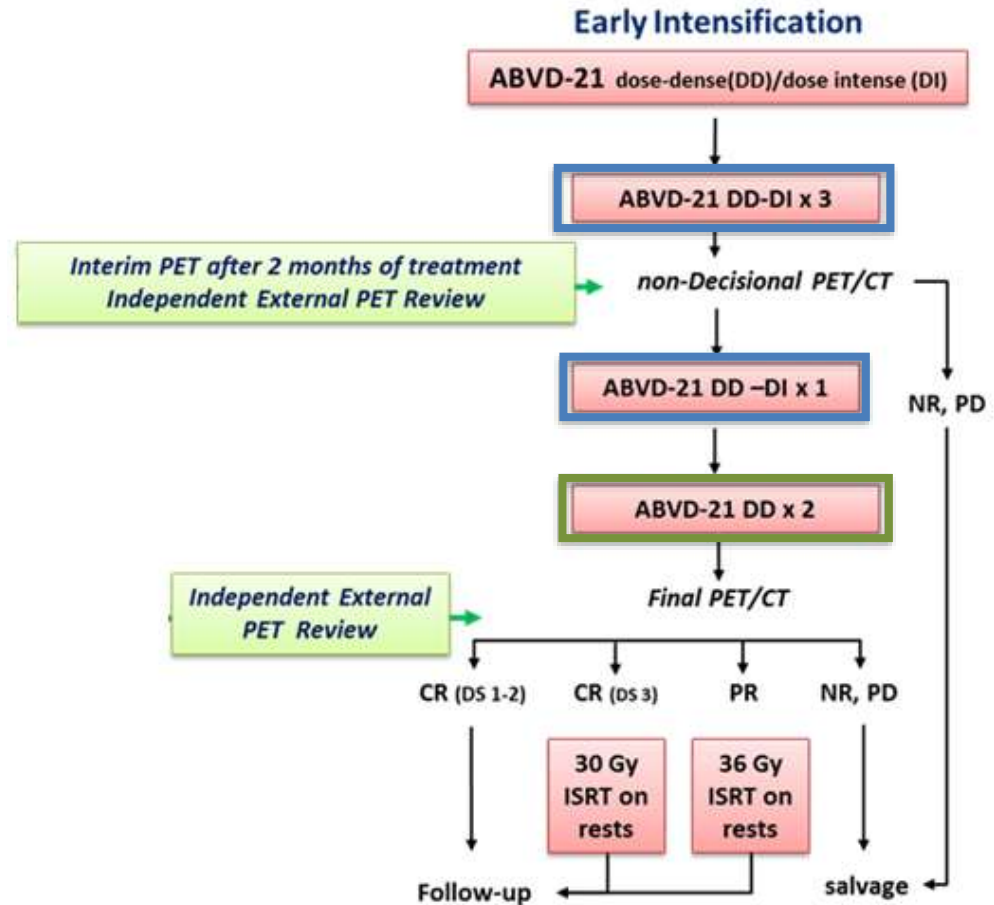 Early Intensification
ABVD-21 dose-dense(DD)/dose intense (DI)
ABVD-21 DD-DI x 3
Interim PET after 2 months of treatment
Independent External PET Review
non-Decisional PET/CT
ABVD-21 DD –DI x 1
NR, PD
ABVD-21 DD x 2
Independent External
PET Review
Final PET/CT
CR (DS 1-2)
CR (DS 3)
PR
NR, PD
30 Gy
ISRT on
rests
36 Gy
ISRT on
rests
Follow-up
salvage